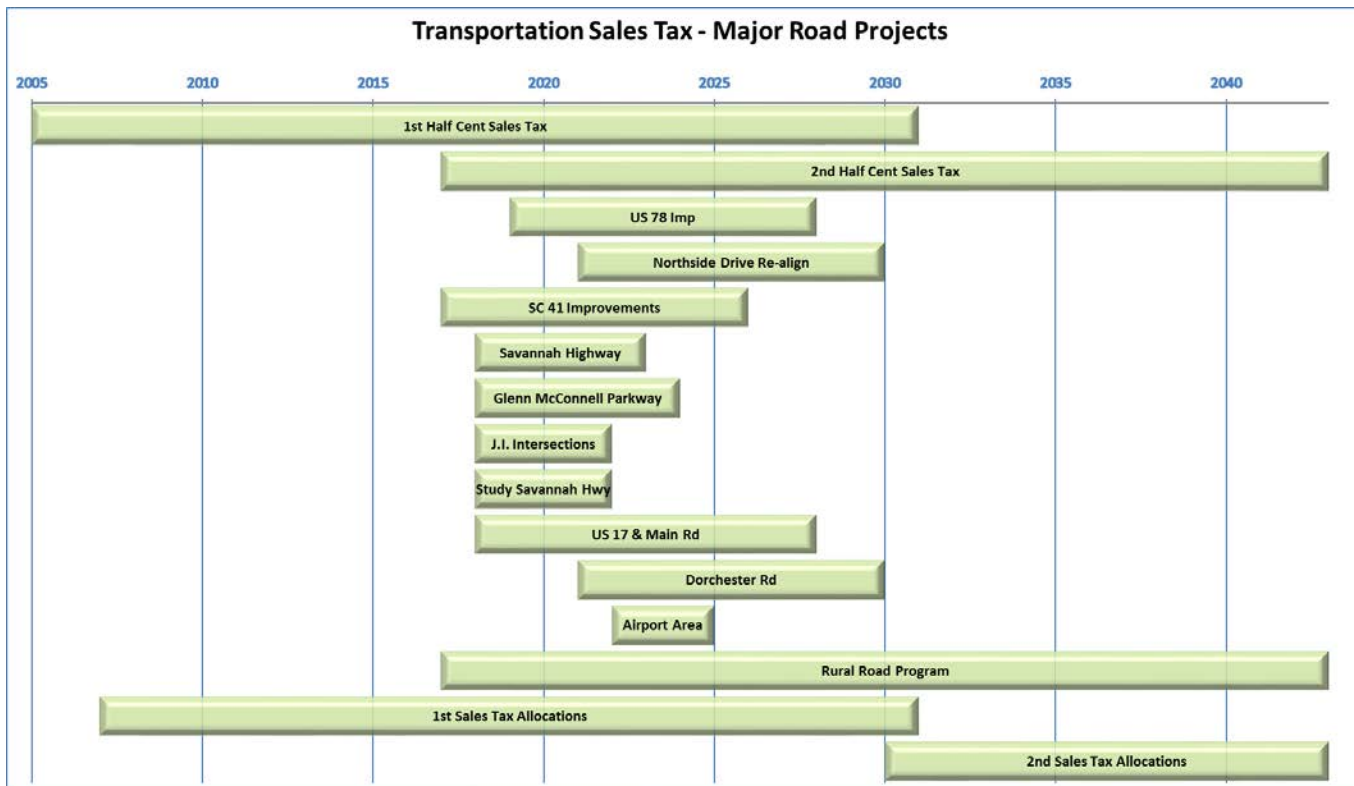 Transportation Sales Tax - Major Road Projects
2005 2010 2015 2020 2025 2030 2035 2040
1st Half Cent Sales Tax
2nd Half Cent Sales Tax
US 78 Imp
Northside Drive Re-align
SC 41 Improvements
Savannah Highway
Glenn McConnell Parkway
J.I. Intersections
Study Savannah Hwy
US 17 & Main Rd
Dorchester Rd
Airport Area
Rural Road Program
1st Sales Tax Allocations
2nd Sales Tax Allocations